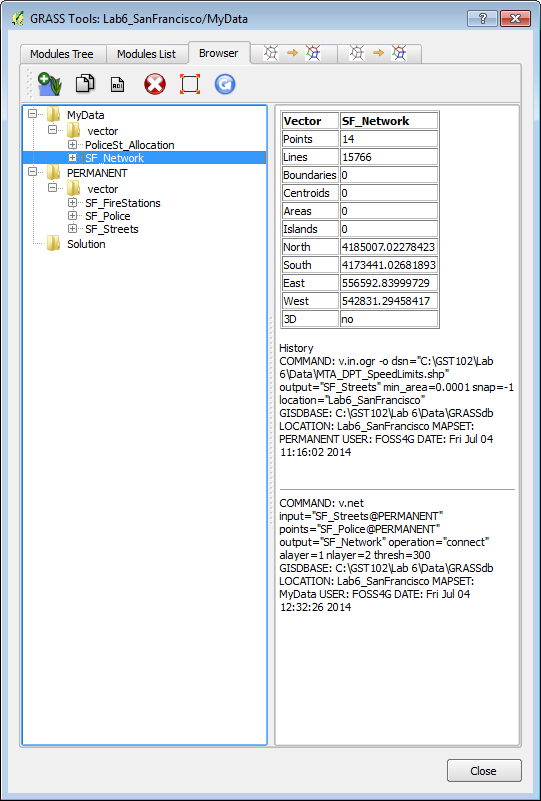 GRASS Tools: Lab6_SanFrancisco/MyData
Modules Tree
Modules List
Browser
MyData
vector
PoliceSt_Allocation
SF_Network
PERMANENT
vector
SF_FireStations
SF_Police
SF_Streets
Solution
Vector SF_Network
Points 14
Lines 15766
Boundaries 0
Centroids 0
Areas 0
Islands 0
North 4185007.02278423
South 4173441.02681893
East 556592.83999729
West 542831.29458417
3D no
History
COMMAND: v.in.ogr -o dsn="C:\GST102\Lab
6\Data\MTA_DPT_SpeedLimits.shp"
output="SF_Streets" min_area=0.0001 snap=-1
location="Lab6_SanFrancisco"
GISDBASE: C:\GST102\Lab 6\Data\GRASSdb
LOCATION: Lab6_SanFrancisco MAPSET:
PERMANENT USER: FOSS4G DATE: Fri Jul 04
11:16:02 2014
COMMAND: v.net
input="SF_Streets@PERMANENT"
points="SF_Police@PERMANENT"
output="SF_Network" operation="connect"
alayer=1 nlayer=2 thresh=300
GISDBASE: C:\GST102\Lab 6\Data\GRASSdb
LOCATION: Lab6_SanFrancisco MAPSET:
MyData USER: FOSS4G DATE: Fri Jul 04
12:32:26 2014
Close